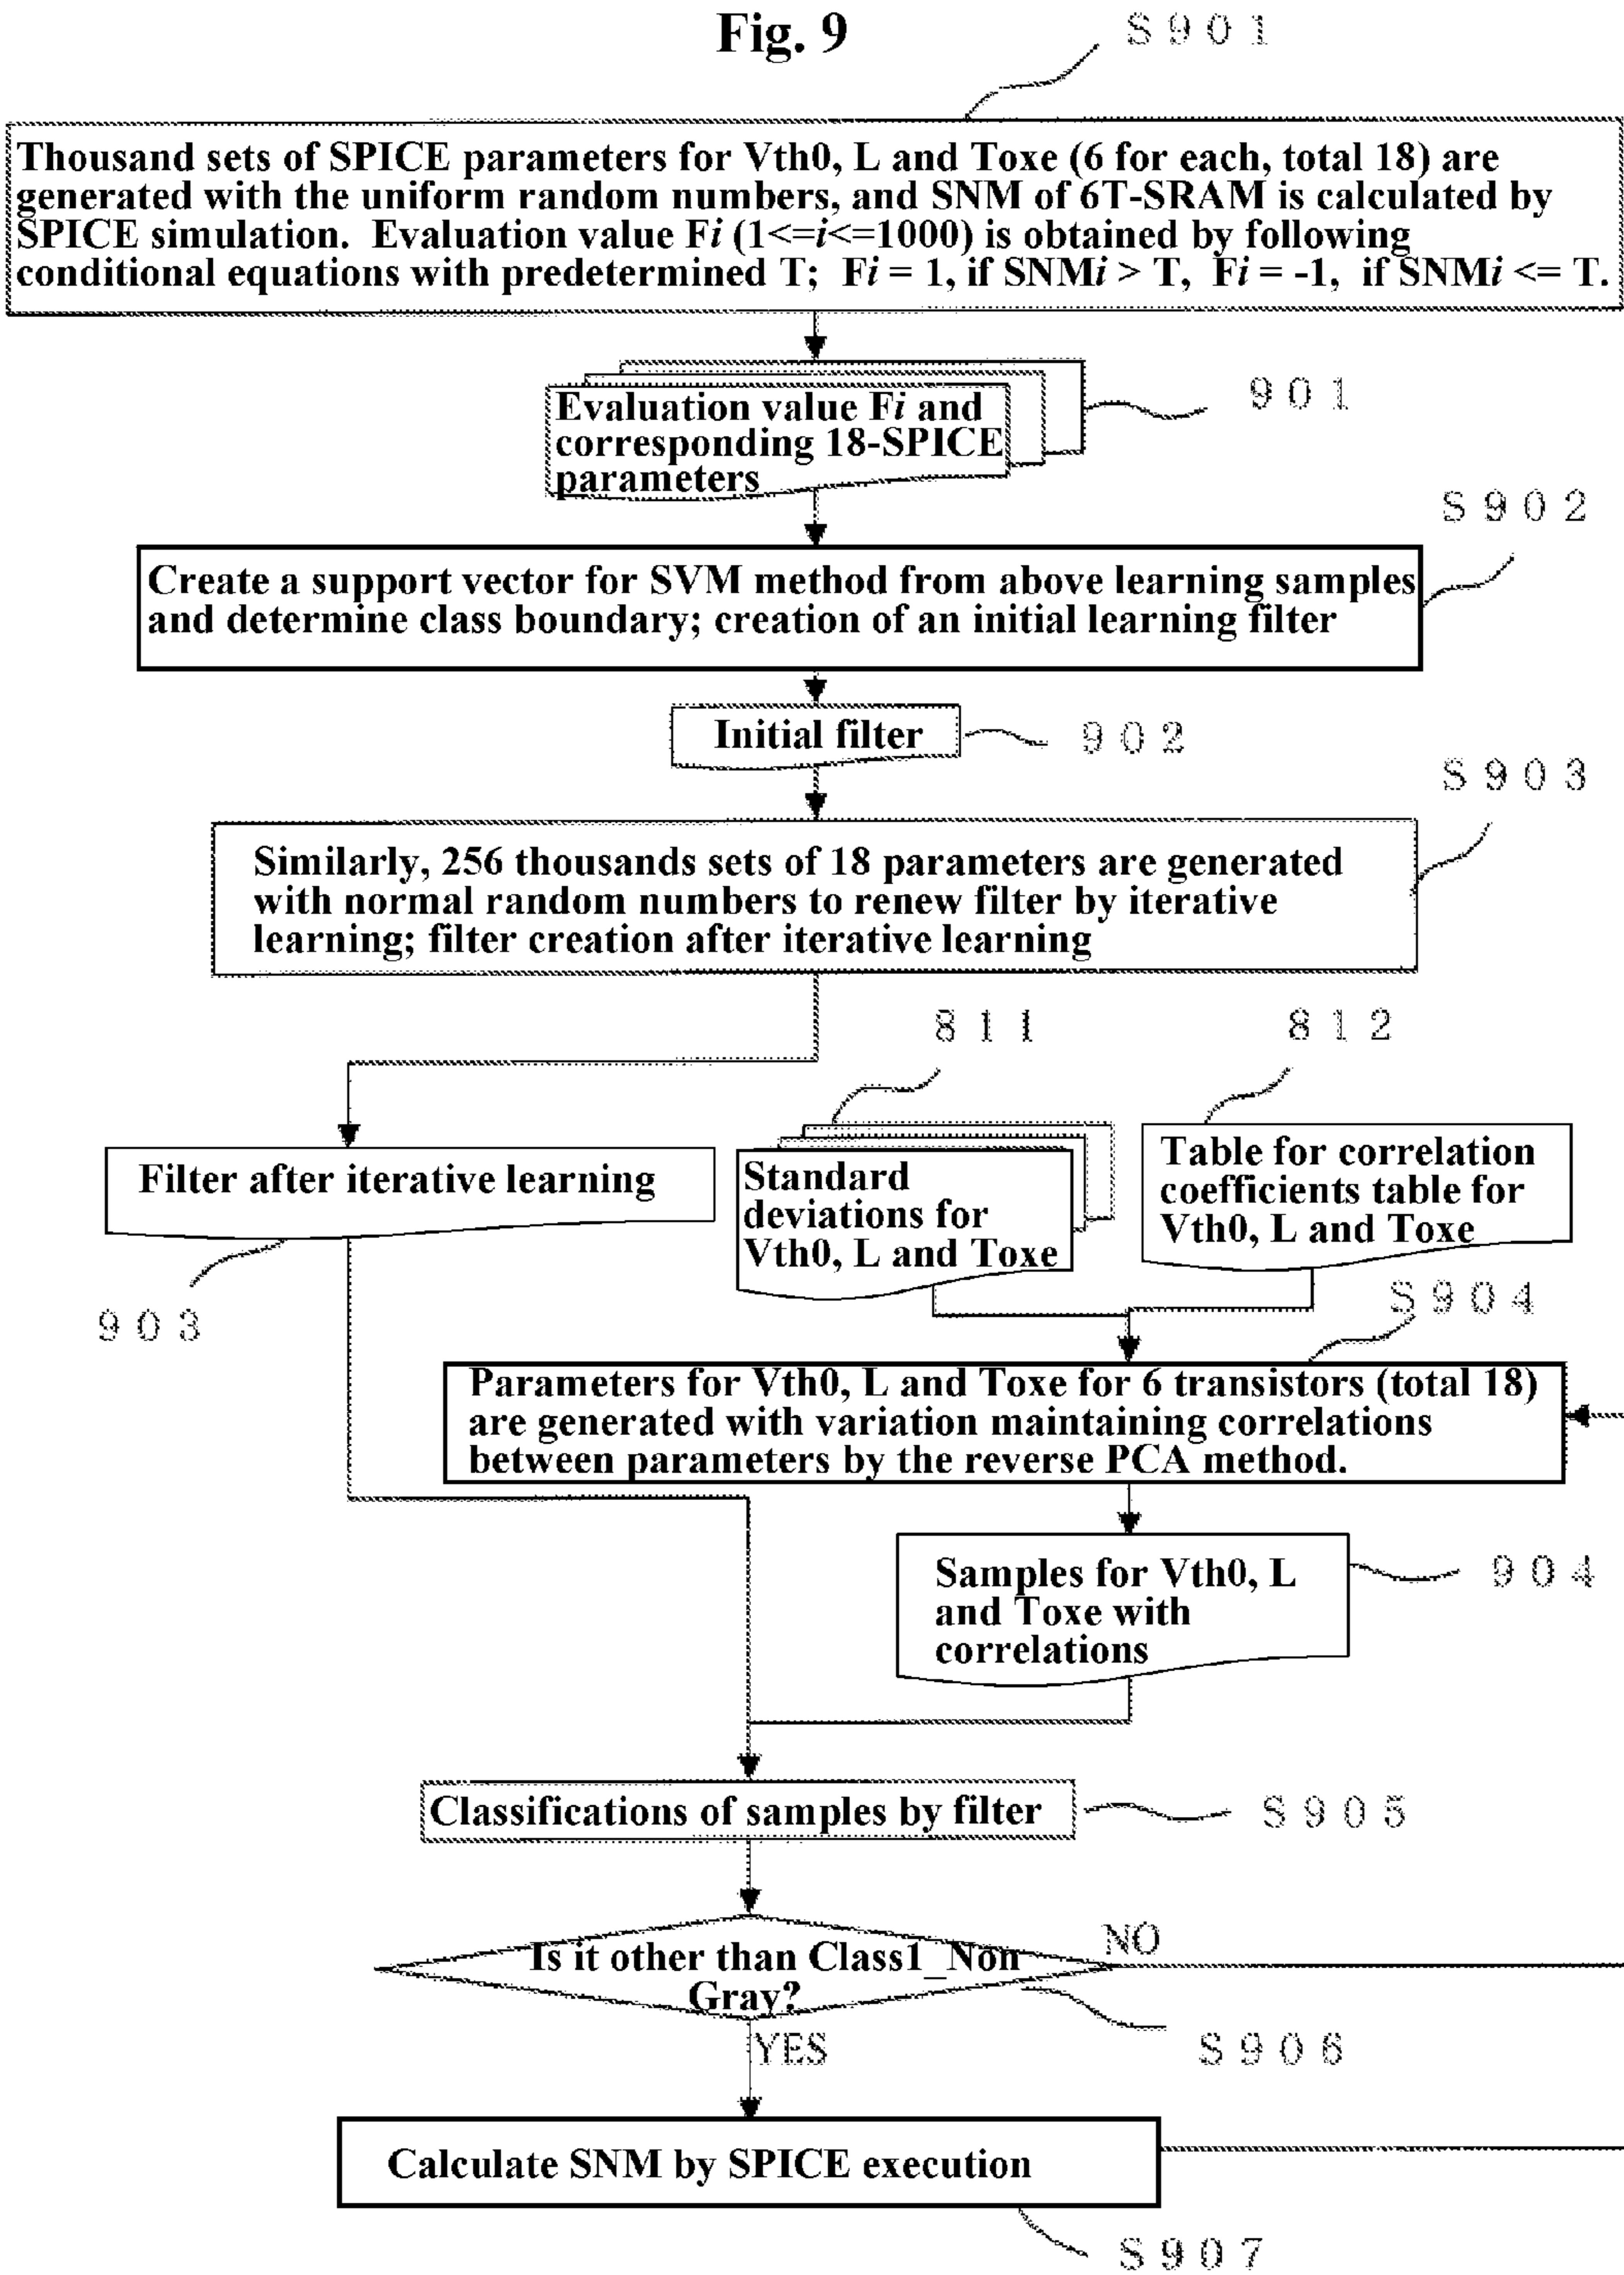 Fig. 9
S901
Thousand sets of SPICE parameters for Vth0, L and Toxe (6 for each, total 18) are
generated with the uniform random numbers, and SNM of 6T-SRAM is calculated by
SPICE simulation. Evaluation value Fi (1<=i<=1000) is obtained by following
conditional equations with predetermined T; Fi = 1, if SNMi > T, Fi = -1, if SNMi <= T.
901
Evaluation value Fi and
corresponding 18-SPICE
parameters
S902
Create a support vector for SVM method from above learning samples
and determine class boundary; creation of an initial learning filter
Initial filter
902
S903
Similarly, 256 thousands sets of 18 parameters are generated
with normal random numbers to renew filter by iterative
learning; filter creation after iterative learning
811
812
Filter after iterative learning
903
Standard
deviations for
Vth0, L and Toxe
Table for correlation
coefficients table for
Vth0, L and Toxe
S904
Parameters for Vth0, L and Toxe for 6 transistors (total 18)
are generated with variation maintaining correlations
between parameters by the reverse PCA method.
Samples for Vth0, L
and Toxe with
correlations
904
Classifications of samples by filter
S905
Is it other than Class1_Non
Gray?
NO
S906
YES
Calculate SNM by SPICE execution
S907